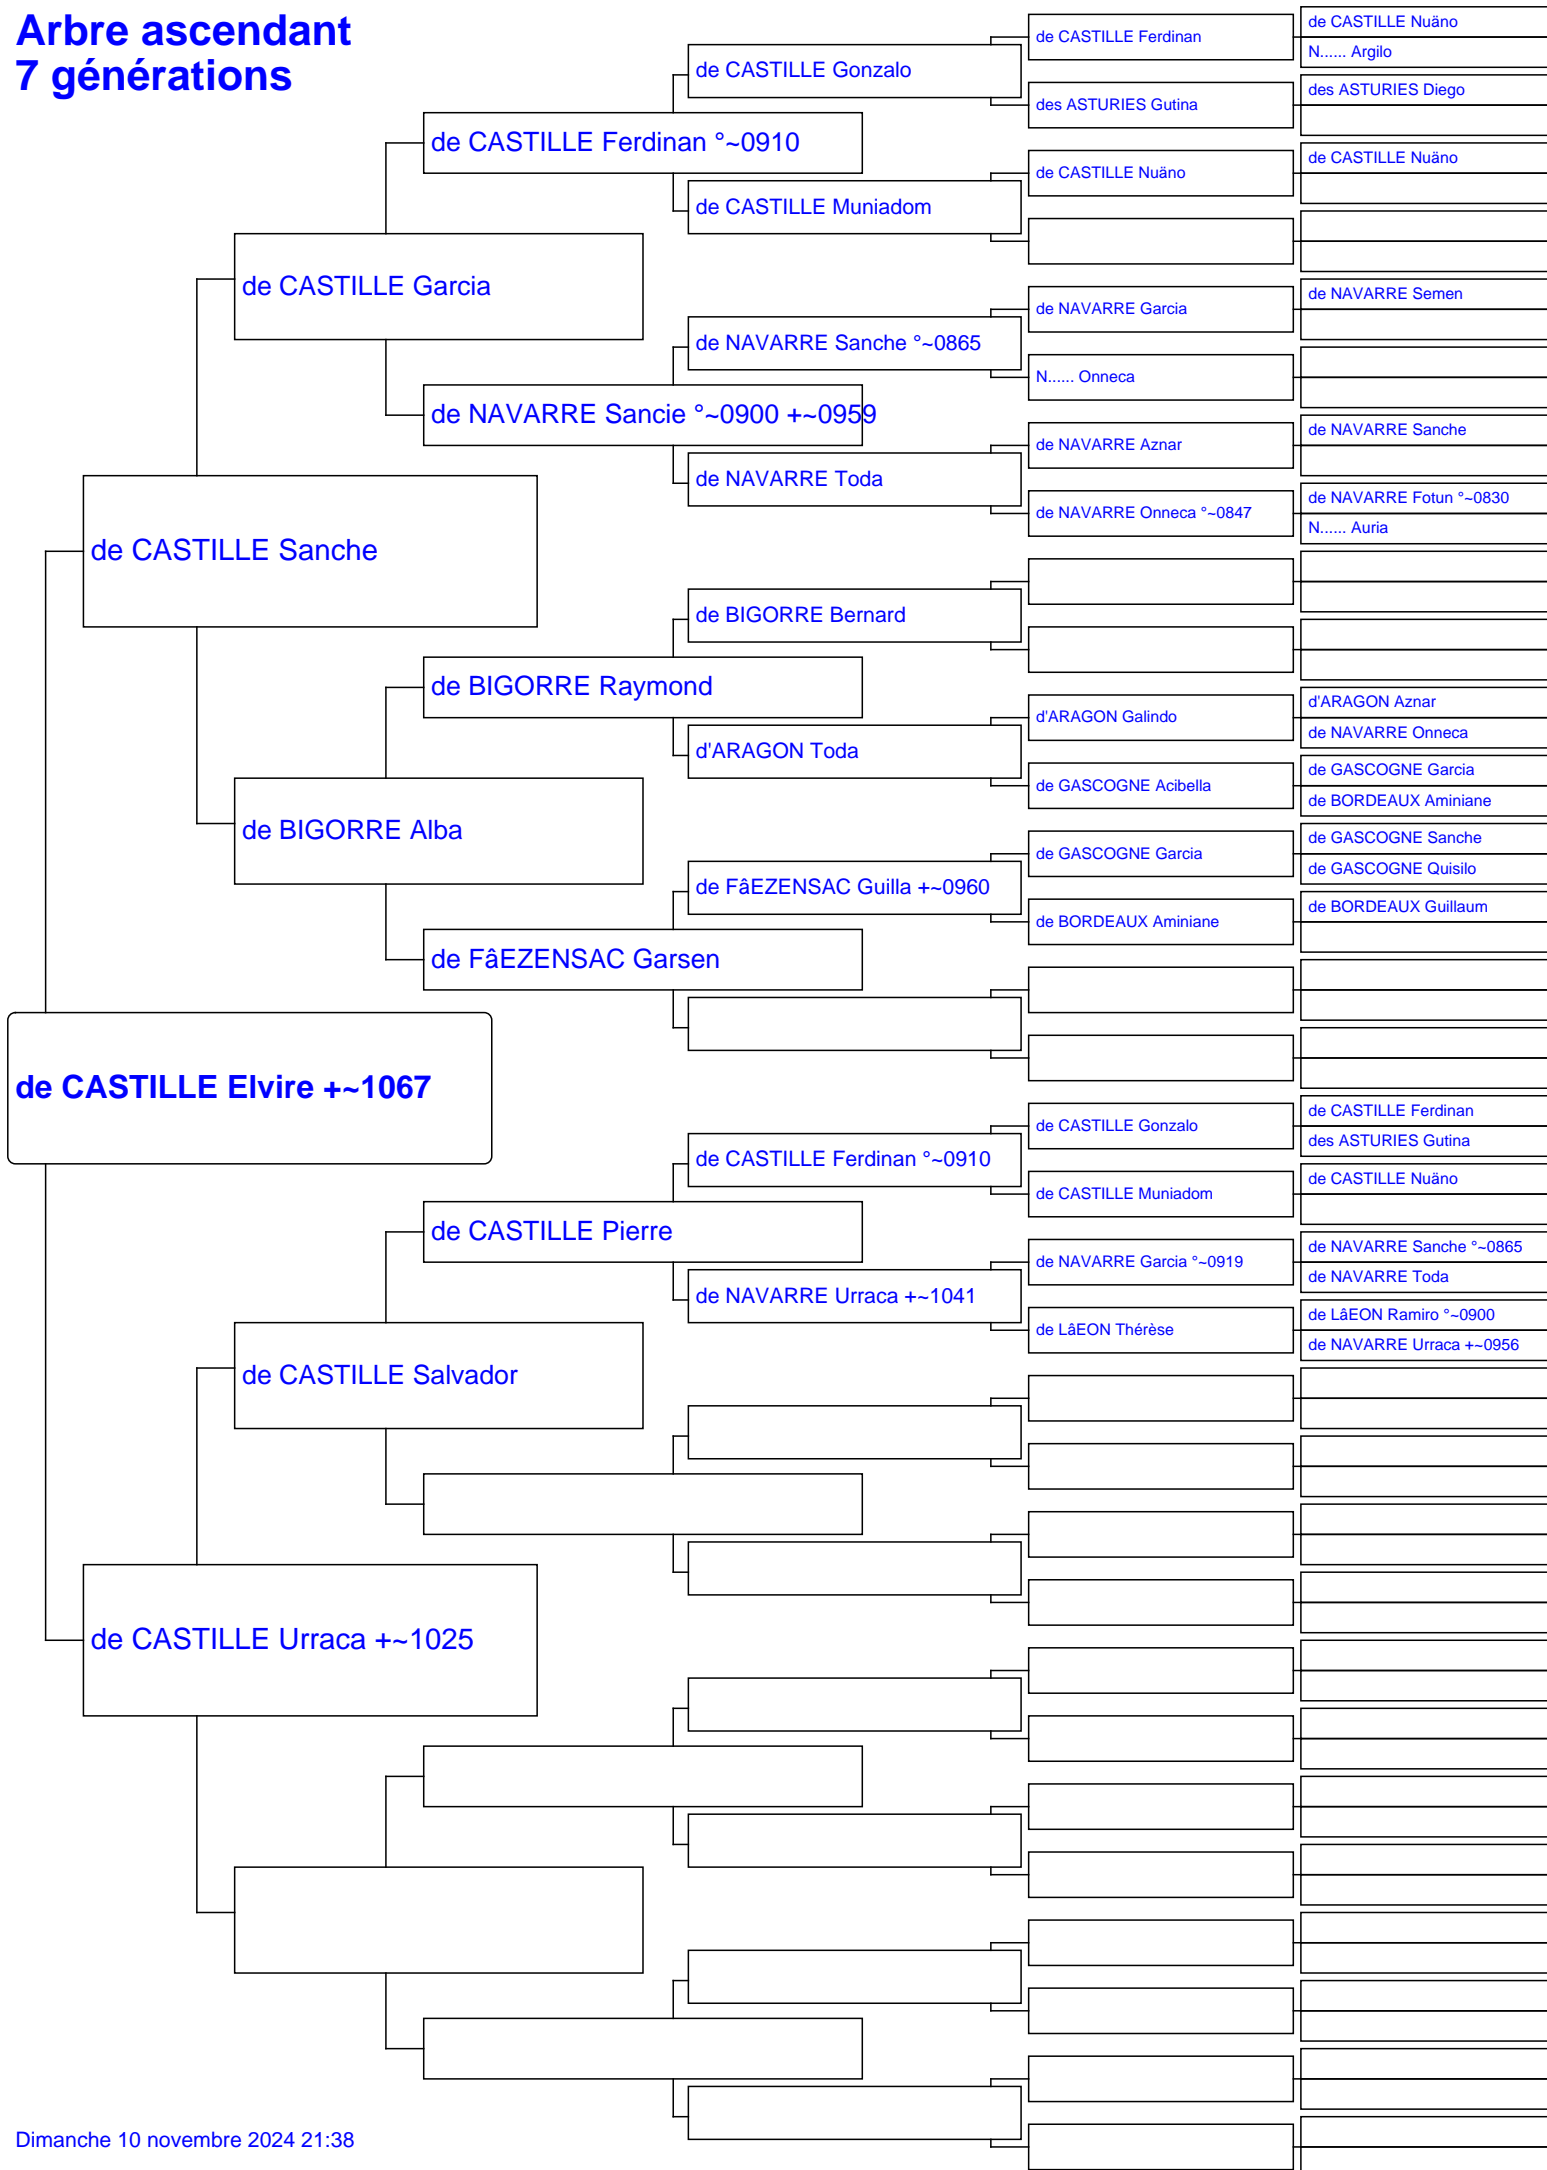 Arbre ascendant
7 générations
de CASTILLE Elvire +~1067
de CASTILLE Sanche
de CASTILLE Urraca +~1025
de CASTILLE Garcia
de BIGORRE Alba
de CASTILLE Salvador
de CASTILLE Ferdinan °~0910
de NAVARRE Sancie °~0900 +~0959
de BIGORRE Raymond
de FâEZENSAC Garsen
de CASTILLE Pierre
de CASTILLE Gonzalo
de CASTILLE Muniadom
de NAVARRE Sanche °~0865
de NAVARRE Toda
de BIGORRE Bernard
d'ARAGON Toda
de FâEZENSAC Guilla +~0960
de CASTILLE Ferdinan °~0910
de NAVARRE Urraca +~1041
de CASTILLE Ferdinan
des ASTURIES Gutina
de CASTILLE Nuäno
de NAVARRE Garcia
N...... Onneca
de NAVARRE Aznar
de NAVARRE Onneca °~0847
d'ARAGON Galindo
de GASCOGNE Acibella
de GASCOGNE Garcia
de BORDEAUX Aminiane
de CASTILLE Gonzalo
de CASTILLE Muniadom
de NAVARRE Garcia °~0919
de LâEON Thérèse
de CASTILLE Nuäno
N...... Argilo
des ASTURIES Diego
de CASTILLE Nuäno
de NAVARRE Semen
de NAVARRE Sanche
de NAVARRE Fotun °~0830
N...... Auria
d'ARAGON Aznar
de NAVARRE Onneca
de GASCOGNE Garcia
de BORDEAUX Aminiane
de GASCOGNE Sanche
de GASCOGNE Quisilo
de BORDEAUX Guillaum
de CASTILLE Ferdinan
des ASTURIES Gutina
de CASTILLE Nuäno
de NAVARRE Sanche °~0865
de NAVARRE Toda
de LâEON Ramiro °~0900
de NAVARRE Urraca +~0956
Dimanche 10 novembre 2024 21:38